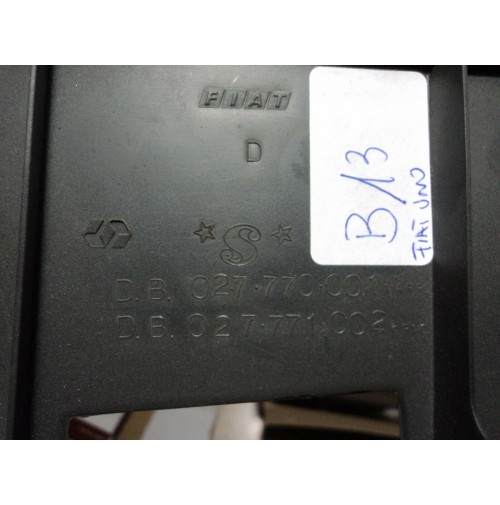 FIAT
D
S
D.B. 027·770·001
D.B. 027·771·002
B/13
FIAT UNO